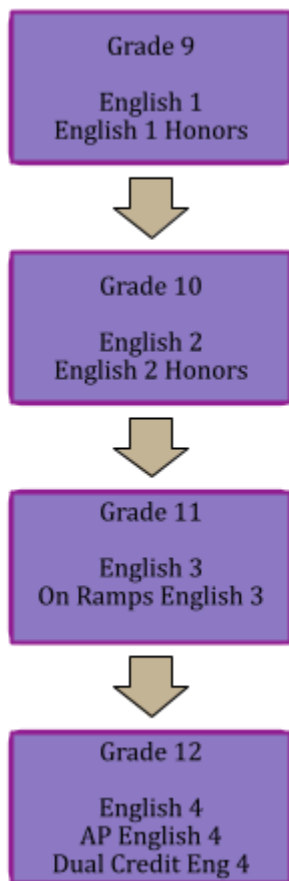 Grade 9
English 1
English 1 Honors
Grade 10
English 2
English 2 Honors
Grade 11
English 3
On Ramps English 3
Grade 12
English 4
AP English 4
Dual Credit Eng 4